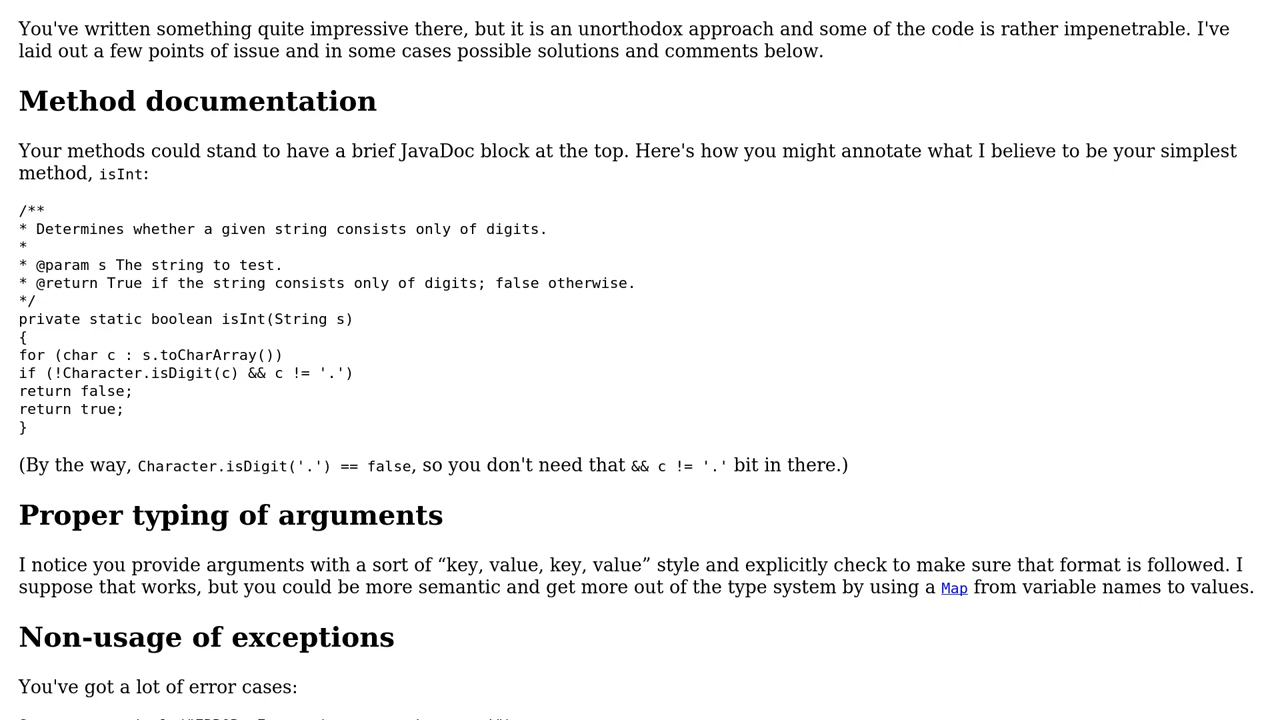 You've written something quite impressive there, but it is an unorthodox approach and some of the code is rather impenetrable. I've
laid out a few points of issue and in some cases possible solutions and comments below.
Method documentation
Your methods could stand to have a brief JavaDoc block at the top. Here's how you might annotate what I believe to be your simplest
method, isInt:
/**
* Determines whether a given string consists only of digits.
*
* @param s The string to test.
* @return True if the string consists only of digits; false otherwise.
*/
private static boolean isInt(String s)
{
for (char c : s.toCharArray())
if (!Character.isDigit(c) && c != '.')
return false;
return true;
}
(By the way, Character.isDigit('.') == false, so you don't need that && c != '.' bit in there.)
Proper typing of arguments
I notice you provide arguments with a sort of “key, value, key, value” style and explicitly check to make sure that format is followed. I
suppose that works, but you could be more semantic and get more out of the type system by using a Map from variable names to values.
Non-usage of exceptions
You've got a lot of error cases: